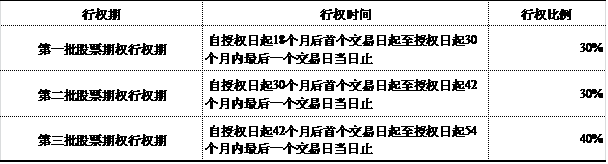 行权期 行权时间 行权比例
第一批股票期权行权期 自授权日起18个月后首个交易日起至授权日起30个月内最后一个交易日当日止 30%
第二批股票期权行权期 自授权日起30个月后首个交易日起至授权日起42个月内最后一个交易日当日止 30%
第三批股票期权行权期 自授权日起42个月后首个交易日起至授权日起54个月内最后一个交易日当日止 40%